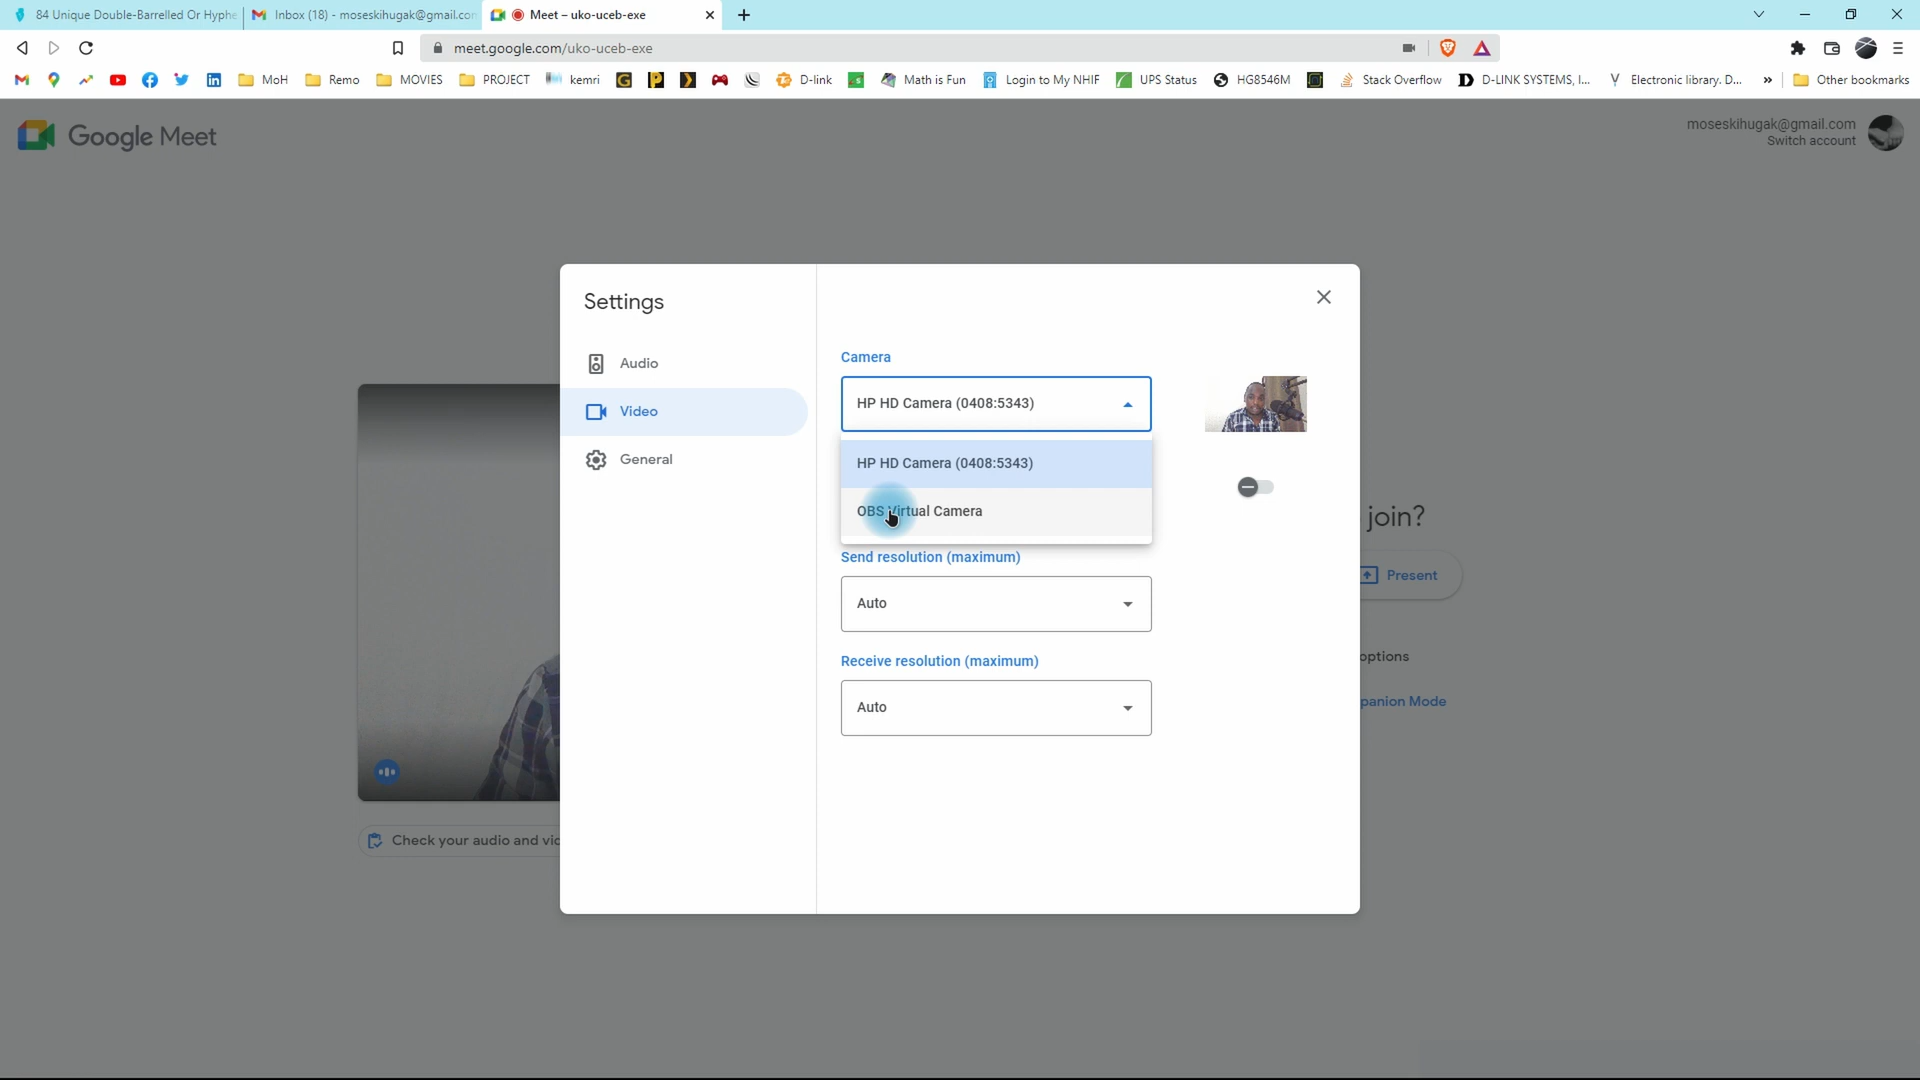 84 Unique Double-Barrelled Or Hyphe
Inbox (18) - moseskihugak@gmail.com
Meet – uko-uceb-exe
meet.google.com/uko-uceb-exe
MoH
Remo
MOVIES
PROJECT
kemri
D-link
Math is Fun
Login to My NHIF
UPS Status
HG8546M
Stack Overflow
D-LINK SYSTEMS, I...
Electronic library. D...
»
Other bookmarks
Google Meet
moseskihugak@gmail.com
Switch account
Settings
Audio
Video
General
Camera
HP HD Camera (0408:5343)
HP HD Camera (0408:5343)
OBS Virtual Camera
Send resolution (maximum)
Auto
Receive resolution (maximum)
Auto
join?
Present
options
panion Mode
Check your audio and vid